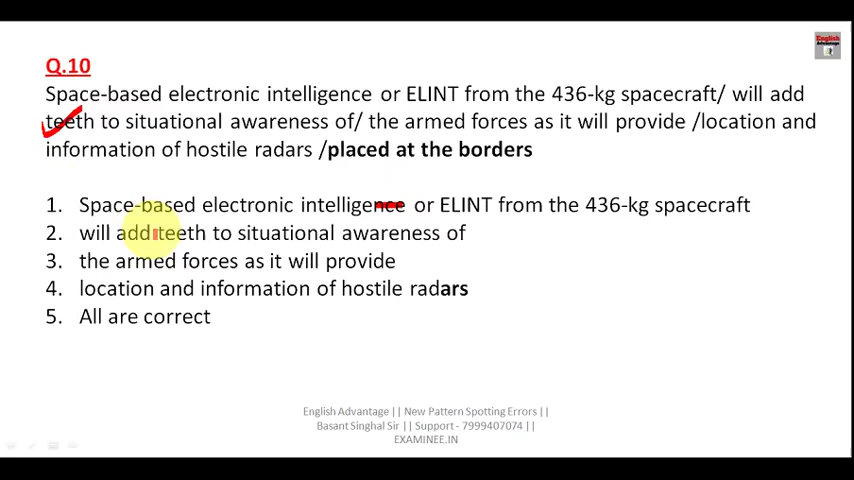 English
Advantage
Q.10
Space-based electronic intelligence or ELINT from the 436-kg spacecraft/ will add
teeth to situational awareness of/ the armed forces as it will provide /location and
information of hostile radars /placed at the borders
1. Space-based electronic intelligence or ELINT from the 436-kg spacecraft
2. will add teeth to situational awareness of
3. the armed forces as it will provide
4. location and information of hostile radars
5. All are correct
English Advantage || New Pattern Spotting Errors ||
Basant Singhal Sir || Support - 7999407074 ||
EXAMINEE.IN